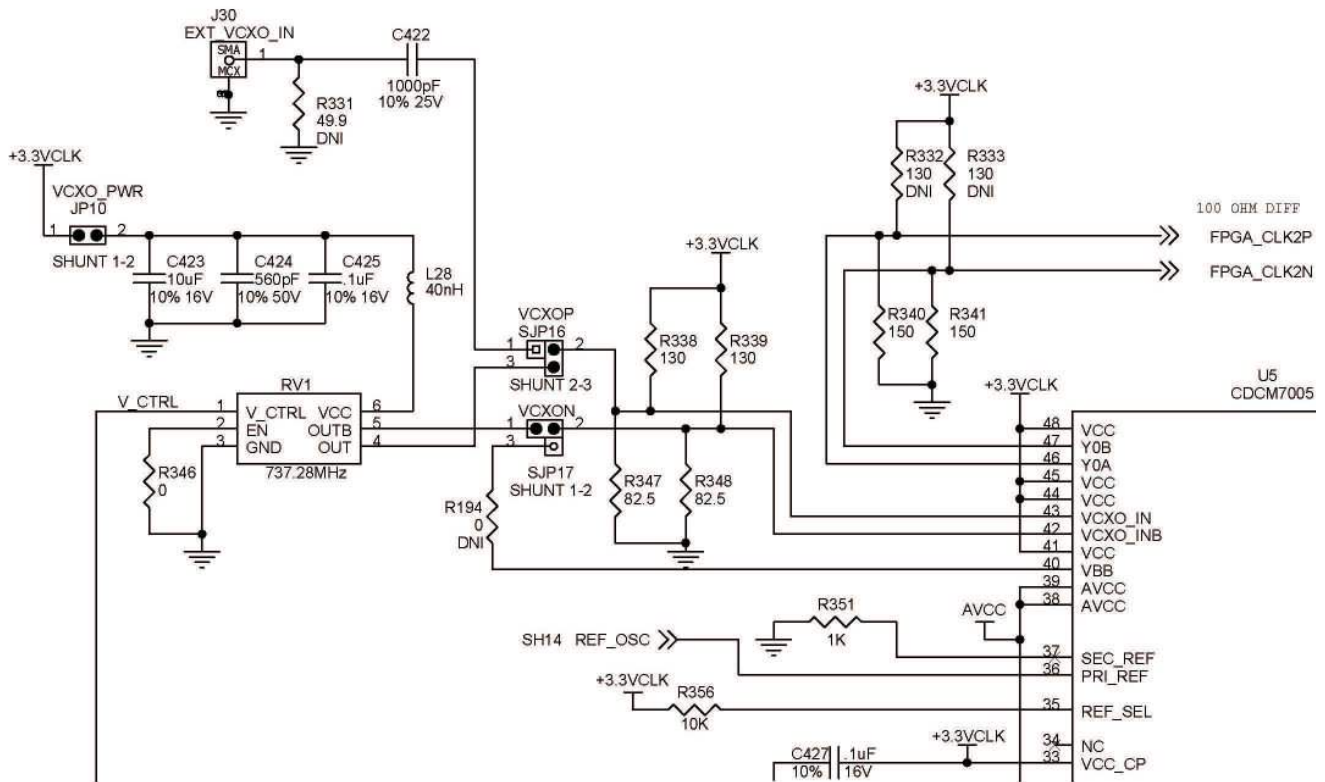 J30
EXT_VCXO_IN
SMA
MCX
1
C422
1000pF
10% 25V
R331
49.9
DNI
+3.3VCLK
R332
130
DNI
R333
130
DNI
100 OHM DIFF
FPGA_CLK2P
FPGA_CLK2N
+3.3VCLK
VCXO_PWR
JP10
1
2
SHUNT 1-2
C423
10uF
10% 16V
C424
560pF
10% 50V
C425
.1uF
10% 16V
L28
40nH
+3.3VCLK
R338
130
R339
130
R340
150
R341
150
VCXOP
SJP16
1
2
3
SHUNT 2-3
VCXON
1
2
3
SJP17
SHUNT 1-2
V_CTRL
RV1
1
V_CTRL
VCC
6
2
EN
OUTB
5
3
GND
OUT
4
737.28MHz
R346
0
R194
0
DNI
R347
82.5
R348
82.5
+3.3VCLK
U5
CDCM7005
48
VCC
47
Y0B
46
Y0A
45
VCC
44
VCC
43
VCXO_IN
42
VCXO_INB
41
VCC
40
VBB
39
AVCC
38
AVCC
AVCC
R351
1K
SH14 REF_OSC
37
SEC_REF
36
PRI_REF
+3.3VCLK
R356
10K
35
REF_SEL
34
NC
33
VCC_CP
+3.3VCLK
C427
10%
.1uF
16V